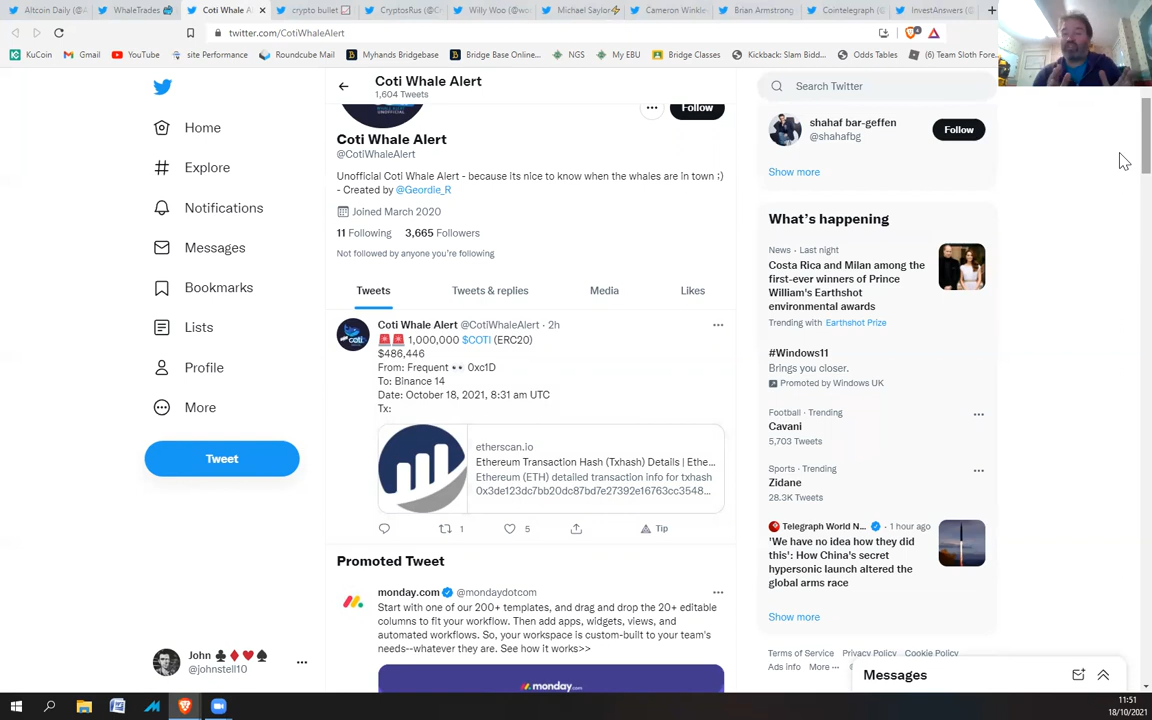 Altcoin Daily (@A
WhaleTrades
Coti Whale A
crypto bullet
CryptosRus (@C
Willy Woo (@wo
Michael Saylor⚡
Cameron Winkle
Brian Armstrong
Cointelegraph (@
InvestAnswers (@
twitter.com/CotiWhaleAlert
KuCoin
Gmail
YouTube
site Performance
Roundcube Mail
Myhands Bridgebase
Bridge Base Online...
NGS
My EBU
Bridge Classes
Kickback: Slam Bidd...
Odds Tables
(6) Team Sloth Fore...
Coti Whale Alert
1,604 Tweets
Search Twitter
Home
Explore
Notifications
Messages
Bookmarks
Lists
Profile
More
Tweet
John ♣♦♥♠
@johnstell10
Follow
Coti Whale Alert
@CotiWhaleAlert
Unofficial Coti Whale Alert - because its nice to know when the whales are in town ;)
- Created by @Geordie_R
Joined March 2020
11 Following 3,665 Followers
Not followed by anyone you're following
Tweets
Tweets & replies
Media
Likes
Coti Whale Alert @CotiWhaleAlert · 2h
🚨🚨 1,000,000 $COTI (ERC20)
$486,446
From: Frequent 👀 0xc1D
To: Binance 14
Date: October 18, 2021, 8:31 am UTC
Tx:
etherscan.io
Ethereum Transaction Hash (Txhash) Details | Ethe...
Ethereum (ETH) detailed transaction info for txhash
0x3de123dc7bb20dc87bd7e27392e16763cc3548...
1
5
Tip
Promoted Tweet
monday.com @mondaydotcom
Start with one of our 200+ templates, and drag and drop the 20+ editable
columns to fit your workflow. Then add apps, widgets, views, and
automated workflows. So, your workspace is custom-built to your team's
needs--whatever they are. See how it works>>
monday.com
shahaf bar-geffen
@shahafbg
Follow
Show more
What's happening
News · Last night
Costa Rica and Milan among the
first-ever winners of Prince
William's Earthshot
environmental awards
Trending with Earthshot Prize
#Windows11
Brings you closer.
Promoted by Windows UK
Football · Trending
Cavani
5,703 Tweets
Sports · Trending
Zidane
28.3K Tweets
Telegraph World N... · 1 hour ago
'We have no idea how they did
this': How China's secret
hypersonic launch altered the
global arms race
Show more
Terms of Service Privacy Policy Cookie Policy
Ads info More ···
Messages
11:51
18/10/2021